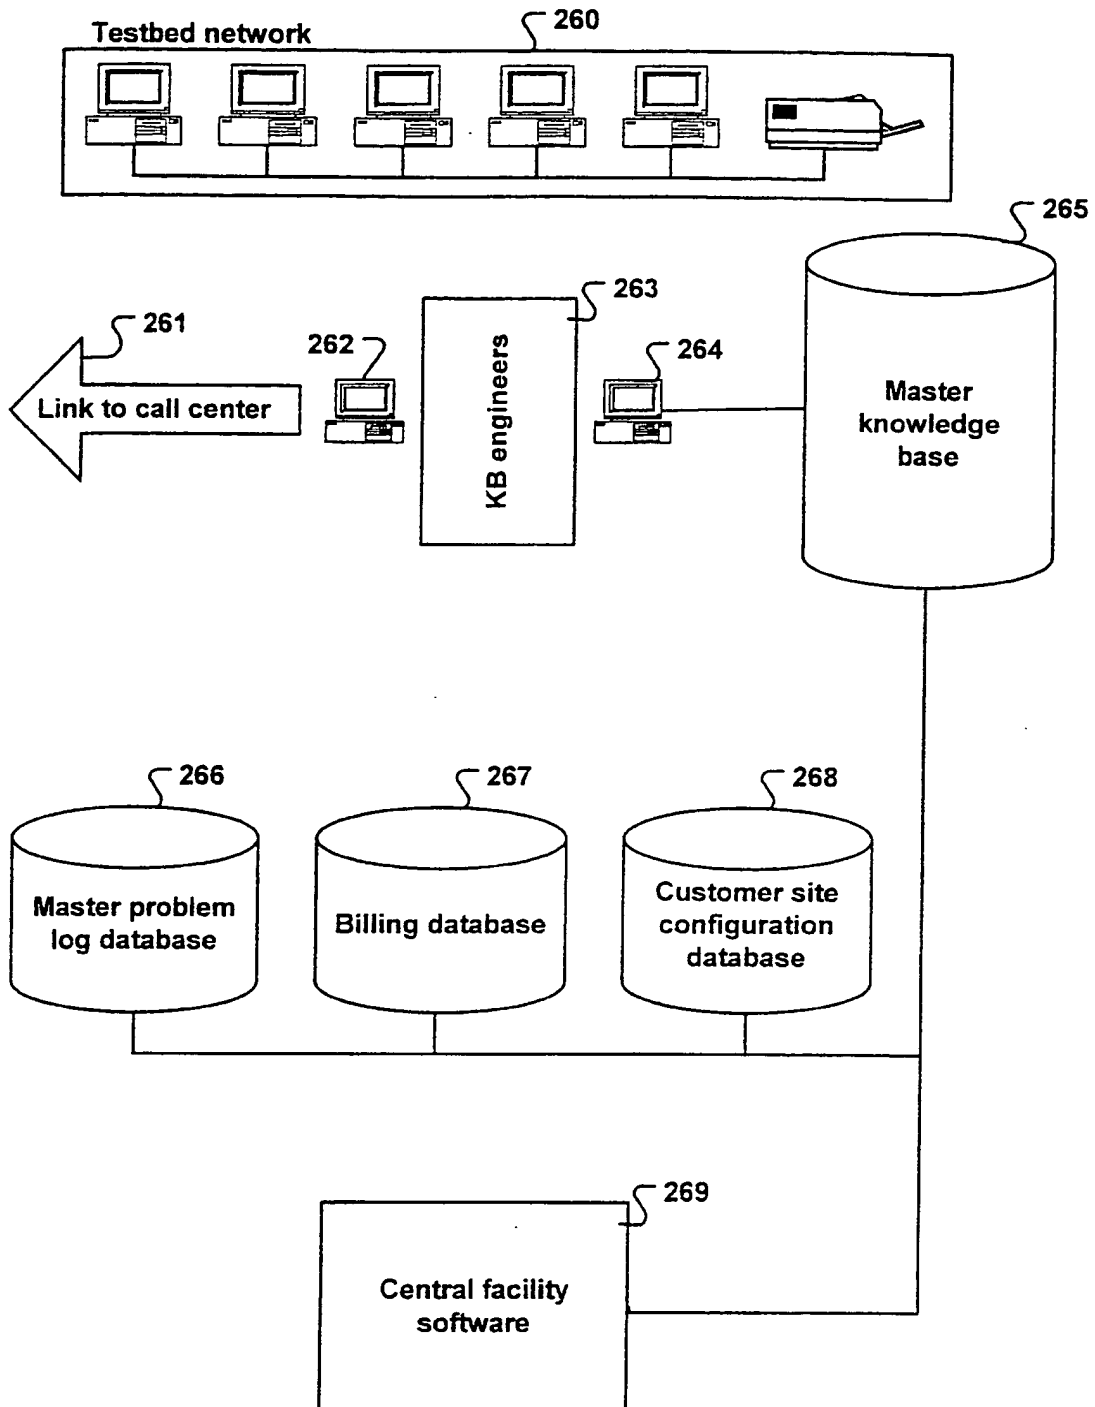 Testbed network
260
265
261
262
263
264
Link to call center
KB engineers
Master
knowledge
base
266
267
268
Master problem
log database
Billing database
Customer site
configuration
database
269
Central facility
software